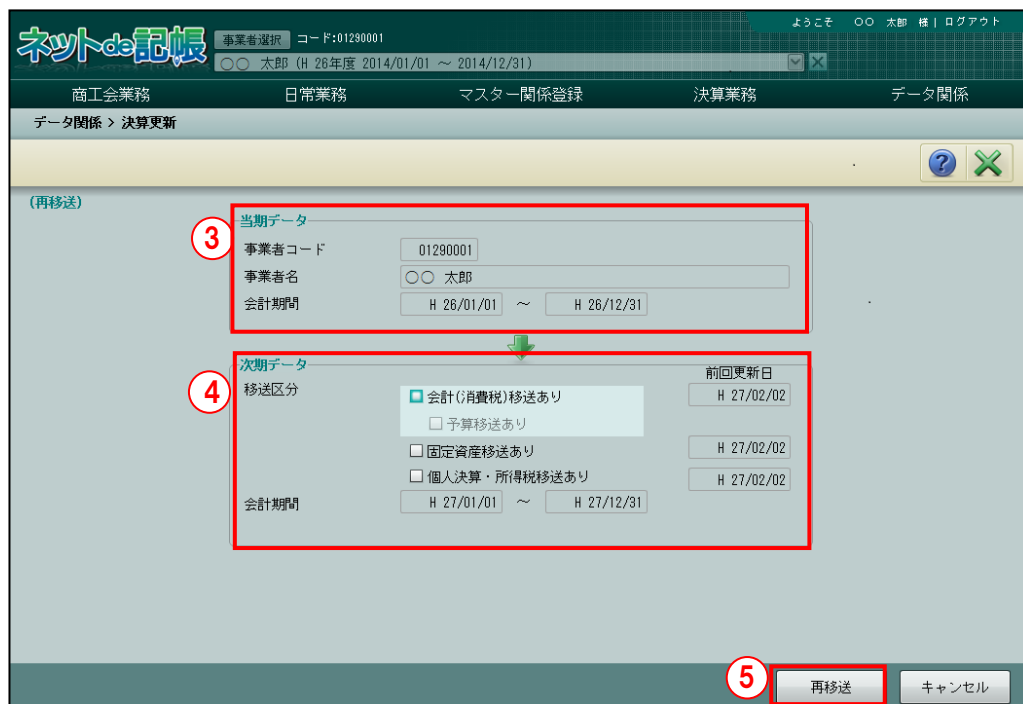 ようこそ ○○ 太郎 様 | ログアウト
ネットde記帳 事業者選択 コード:01290001
○○ 太郎 (H 26年度 2014/01/01 ～ 2014/12/31)
商工会業務 日常業務 マスター関係登録 決算業務 データ関係
データ関係 > 決算更新
(再移送)
③ 当期データ
事業者コード 01290001
事業者名 ○○ 太郎
会計期間 H 26/01/01 ～ H 26/12/31
④ 次期データ
前回更新日
移送区分 会計(消費税)移送あり H 27/02/02
予算移送あり
固定資産移送あり H 27/02/02
個人決算・所得税移送あり H 27/02/02
会計期間 H 27/01/01 ～ H 27/12/31
⑤ 再移送 キャンセル